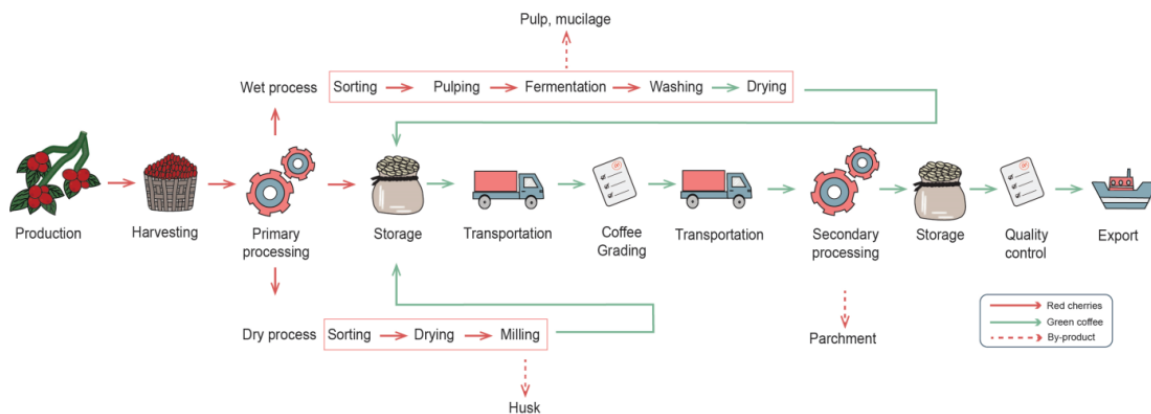 Pulp, mucilage
Wet process
Sorting
Pulping
Fermentation
Washing
Drying
Production
Harvesting
Primary
processing
Storage
Transportation
Coffee
Grading
Transportation
Secondary
processing
Storage
Quality
control
Export
Dry process
Sorting
Drying
Milling
Husk
Parchment
Red cherries
Green coffee
By-product